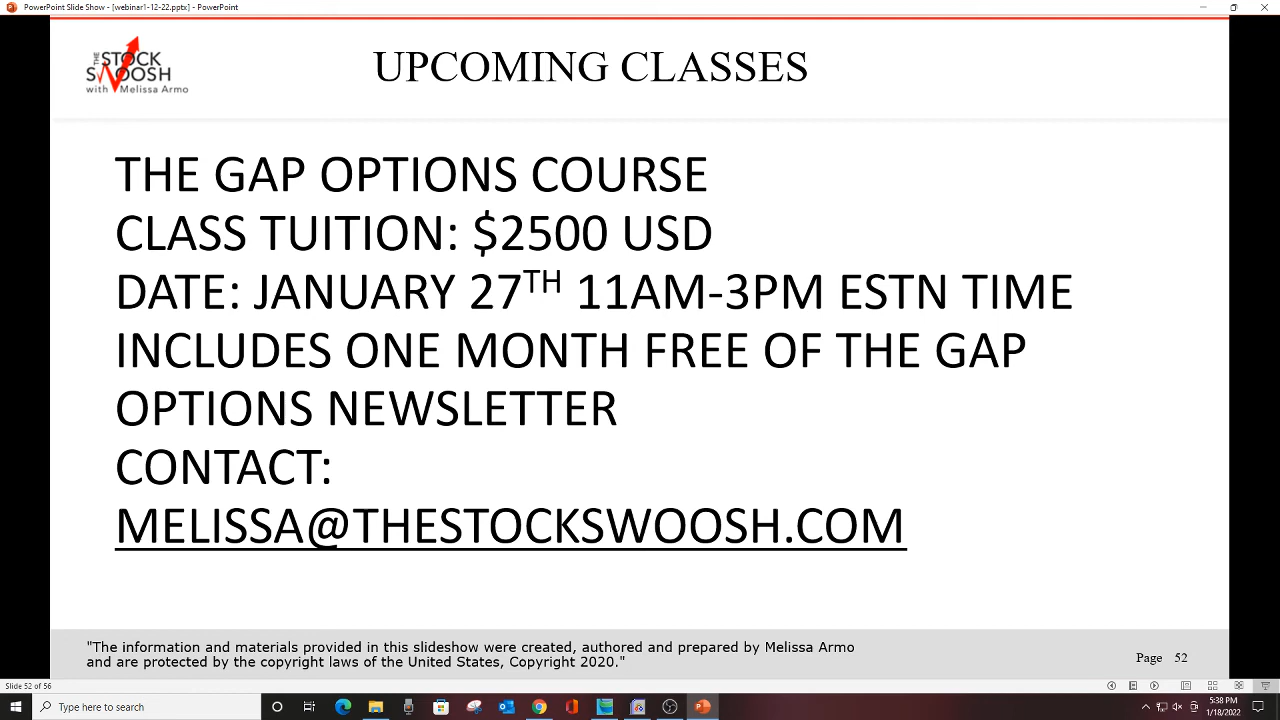 PowerPoint Slide Show - [webinar1-12-22.pptx] - PowerPoint
THE STOCK
SWOOSH
with Melissa Armo
UPCOMING CLASSES
THE GAP OPTIONS COURSE
CLASS TUITION: $2500 USD
DATE: JANUARY 27TH 11AM-3PM ESTN TIME
INCLUDES ONE MONTH FREE OF THE GAP
OPTIONS NEWSLETTER
CONTACT:
MELISSA@THESTOCKSWOOSH.COM
"The information and materials provided in this slideshow were created, authored and prepared by Melissa Armo
and are protected by the copyright laws of the United States, Copyright 2020."
Page 52
Slide 52 of 56
Type here to search
5:38 PM
1/18/2022